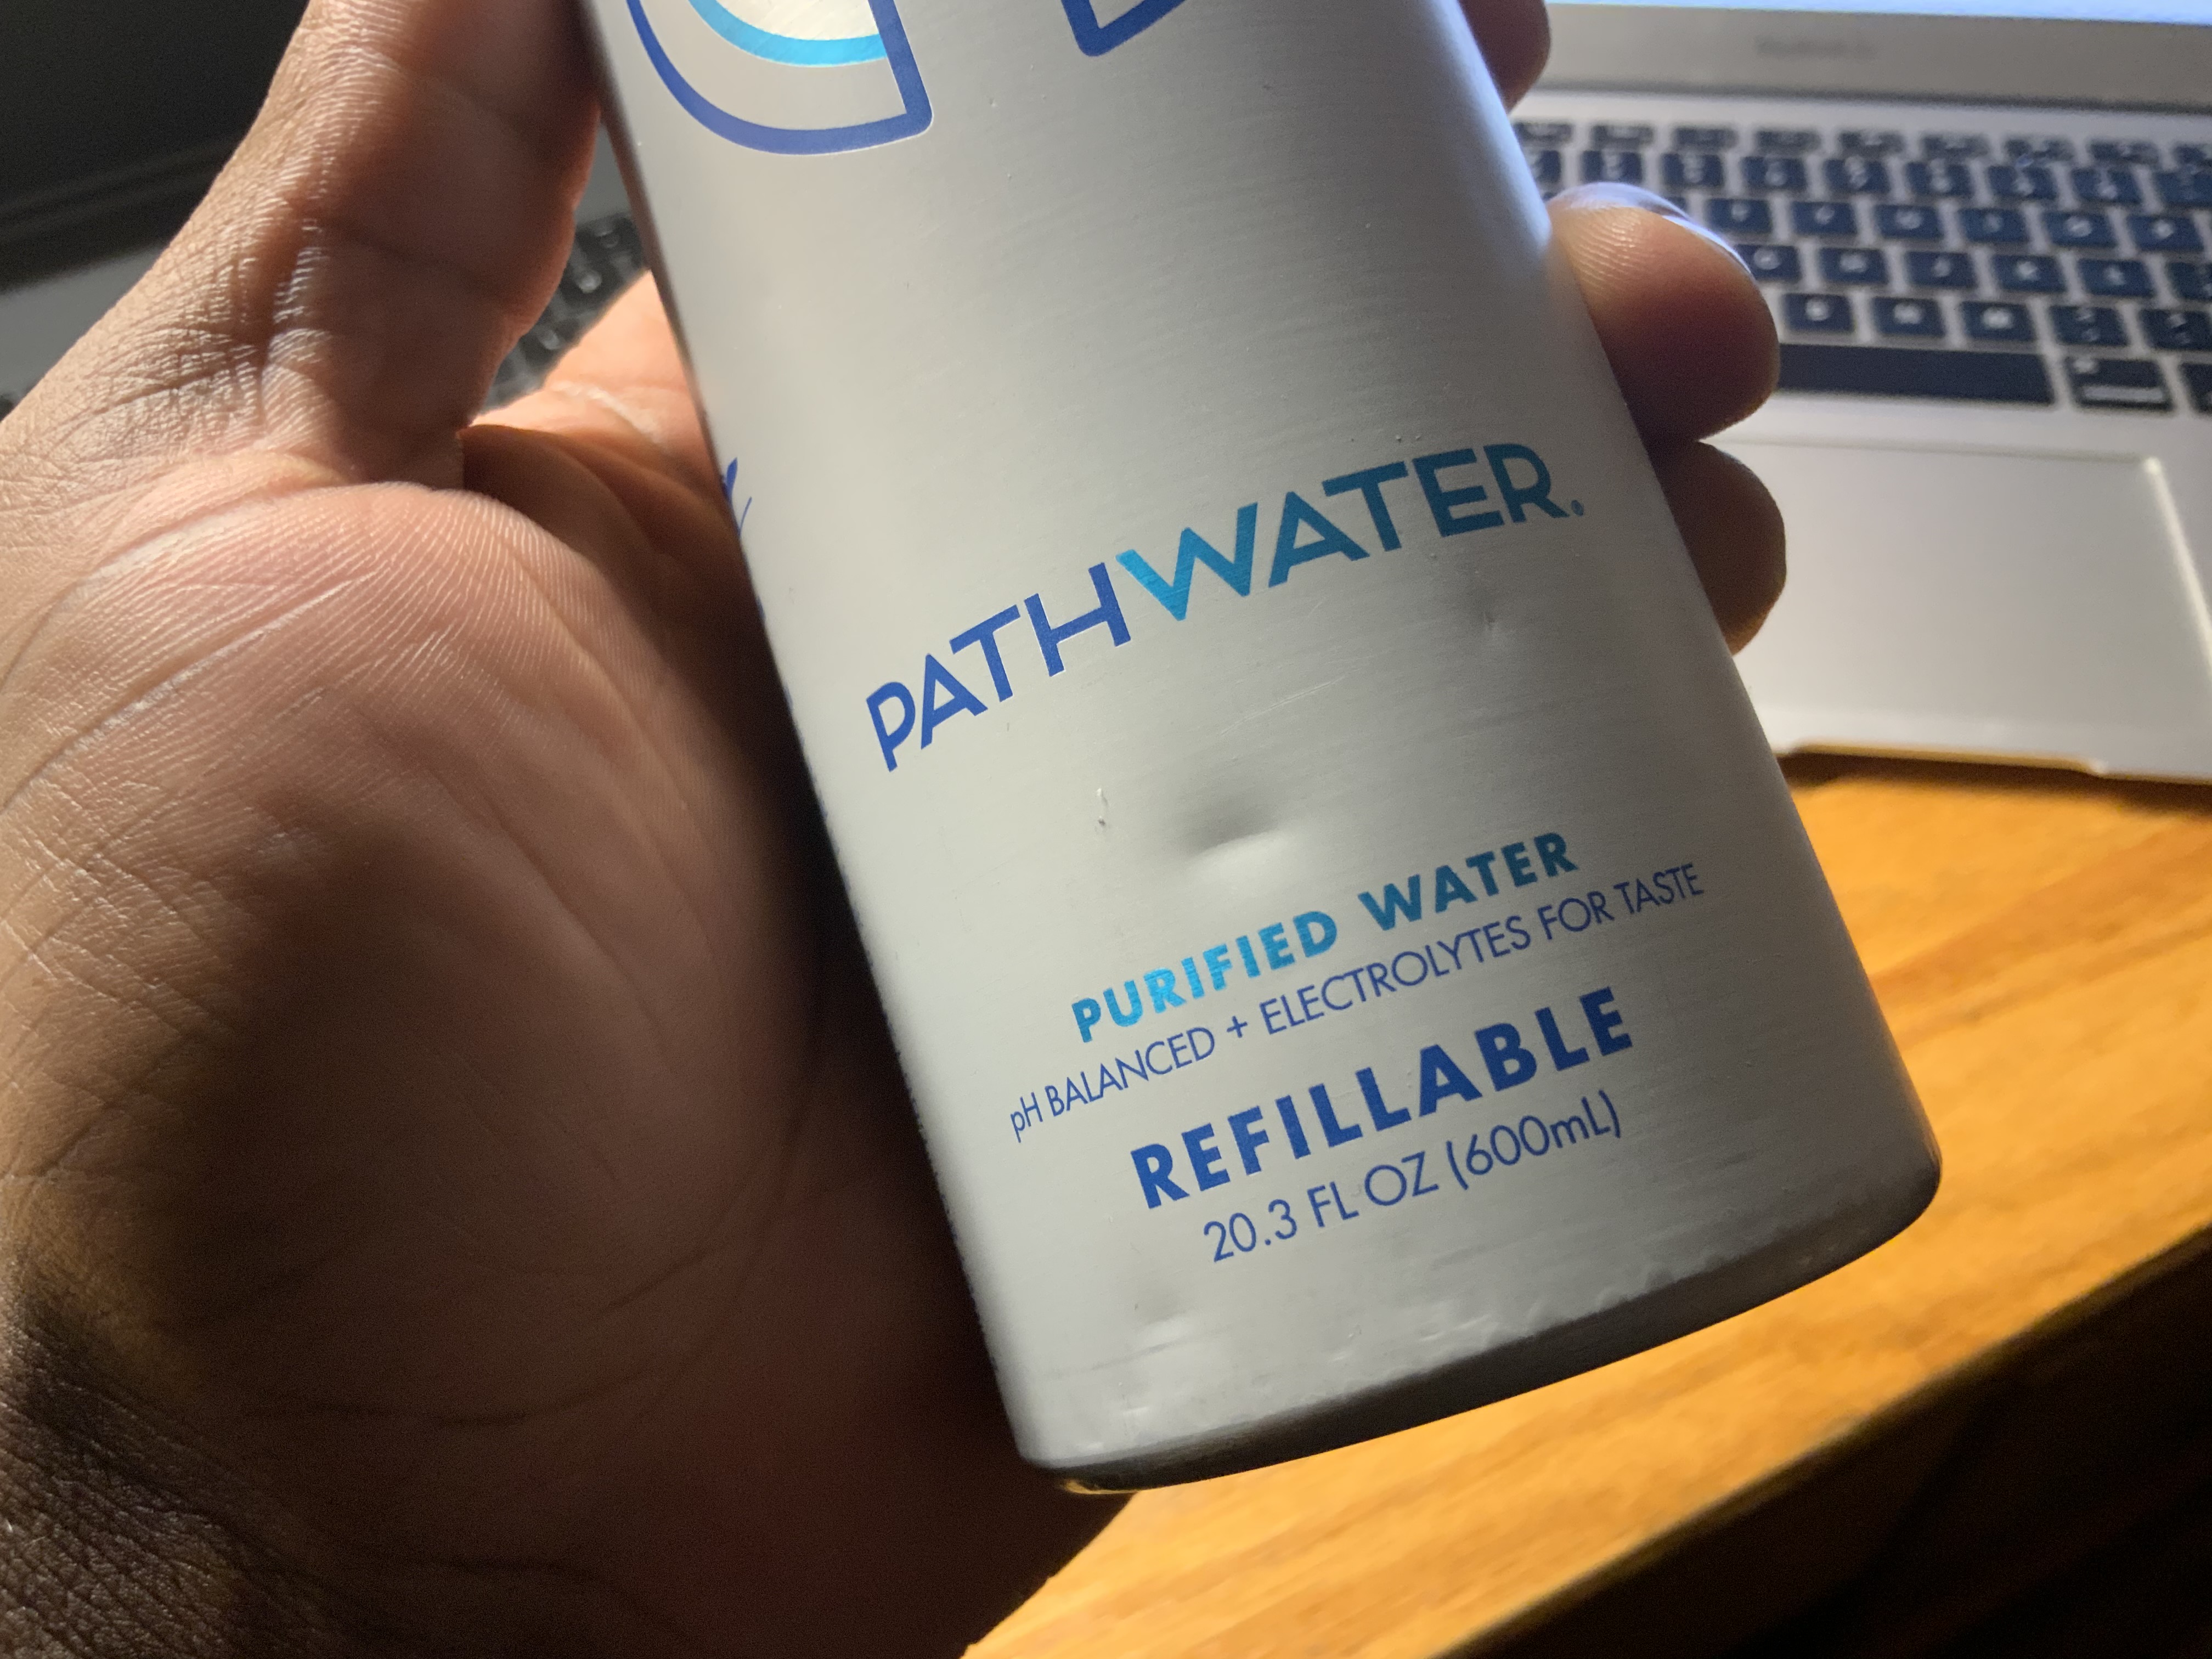 PATHWATER®
PURIFIED WATER
pH BALANCED + ELECTROLYTES FOR TASTE
REFILLABLE
20.3 FL OZ (600mL)